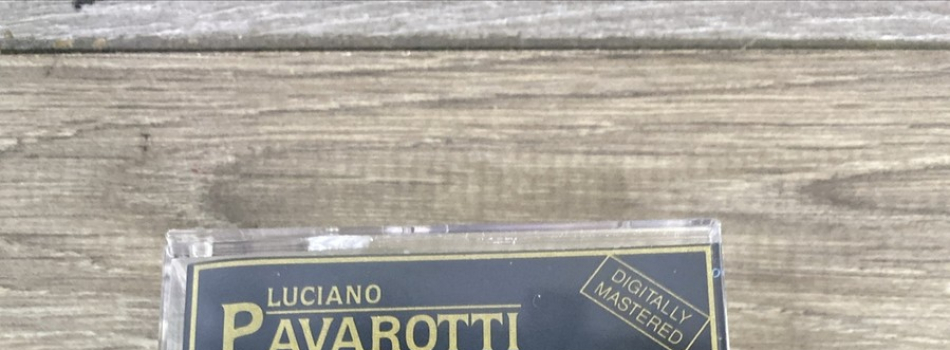 LUCIANO
PAVAROTTI
DIGITALLY
MASTERED